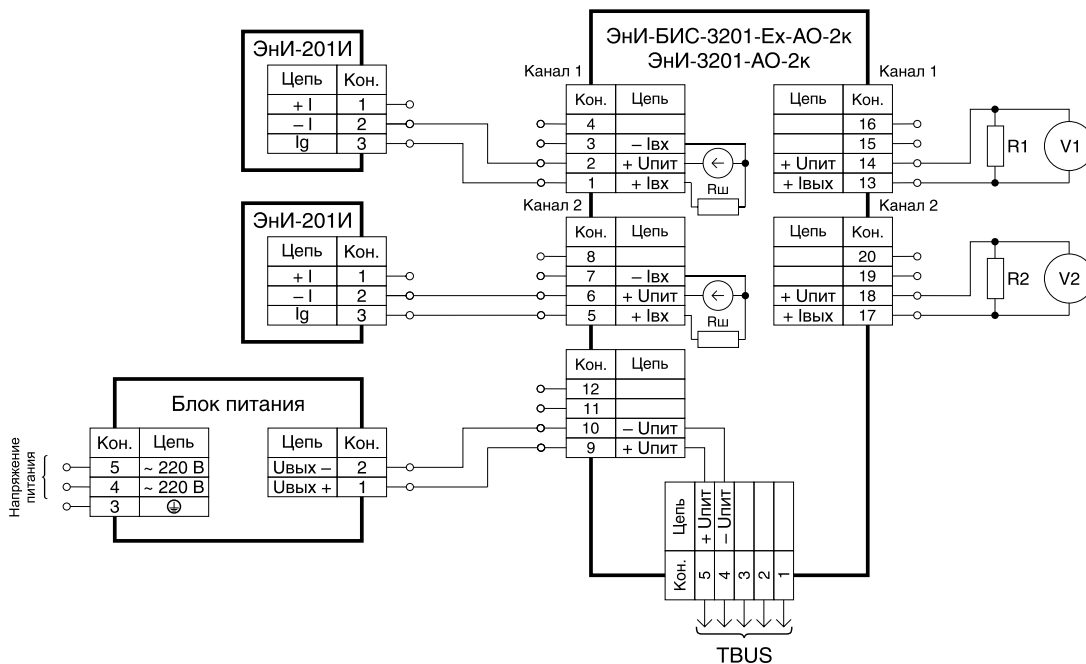 ЭнИ-БИС-3201-Ех-АО-2к
ЭнИ-3201-АО-2к
ЭнИ-201И
Цепь Кон.
+ I 1
– I 2
Ig 3
Канал 1
Кон. Цепь
4
3 – Iвх
2 + Uпит
1 + Iвх
Rш
Канал 1
Цепь Кон.
16
15
+ Uпит 14
+ Iвых 13
R1
V1
ЭнИ-201И
Цепь Кон.
+ I 1
– I 2
Ig 3
Канал 2
Кон. Цепь
8
7 – Iвх
6 + Uпит
5 + Iвх
Rш
Канал 2
Цепь Кон.
20
19
+ Uпит 18
+ Iвых 17
R2
V2
Кон. Цепь
12
11
10 – Uпит
9 + Uпит
Блок питания
Напряжение
питания
Кон. Цепь
5 ~ 220 В
4 ~ 220 В
3
Цепь Кон.
Uвых – 2
Uвых + 1
Цепь + Uпит – Uпит
Кон. 5 4 3 2 1
TBUS